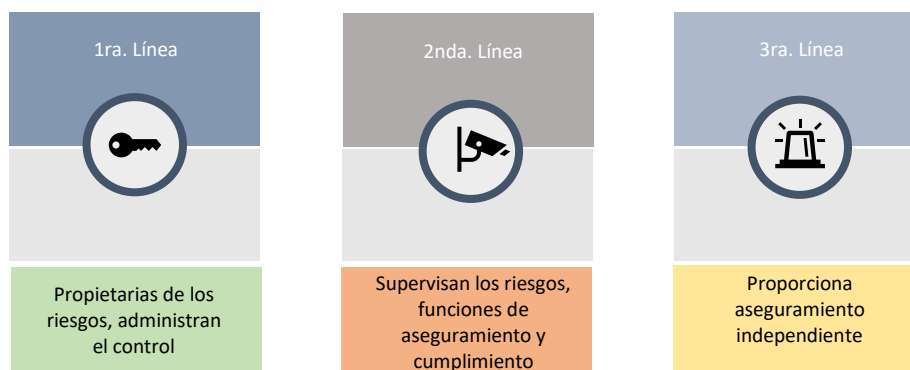 1ra. Línea
Propietarias de los
riesgos, administran
el control
2nda. Línea
Supervisan los riesgos,
funciones de
aseguramiento y
cumplimiento
3ra. Línea
Proporciona
aseguramiento
independiente